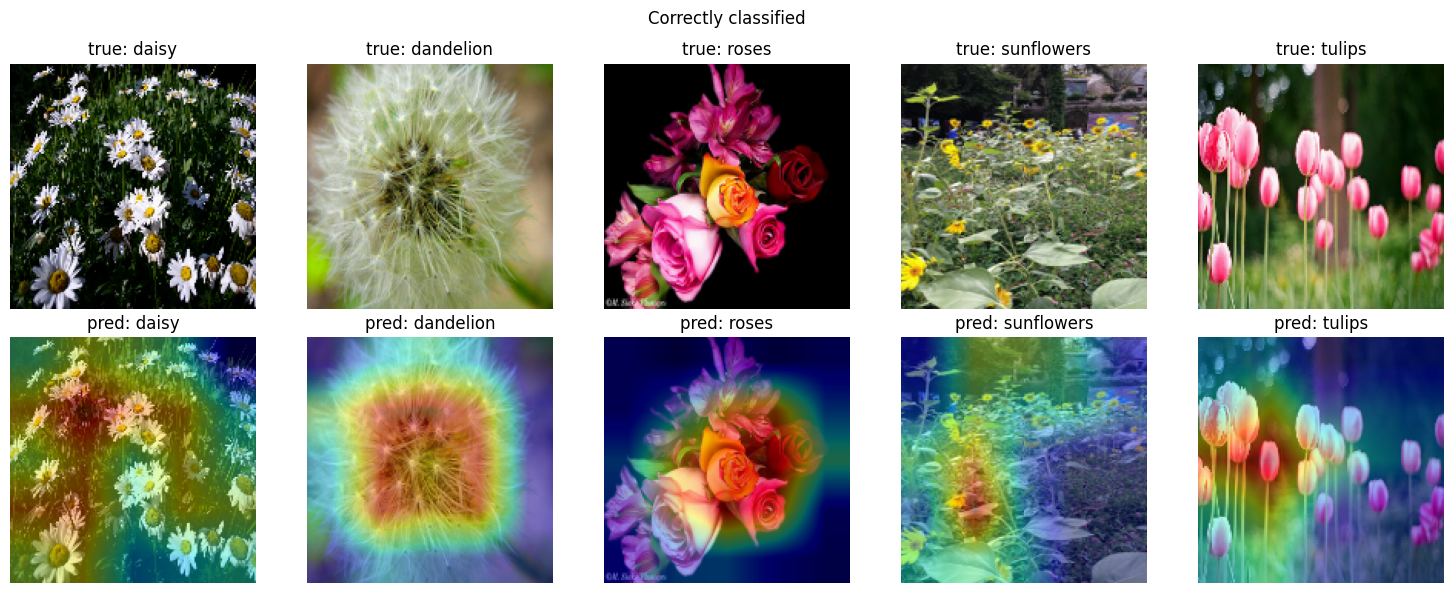 Correctly classified
true: daisy
true: dandelion
true: roses
true: sunflowers
true: tulips
pred: daisy
pred: dandelion
pred: roses
pred: sunflowers
pred: tulips